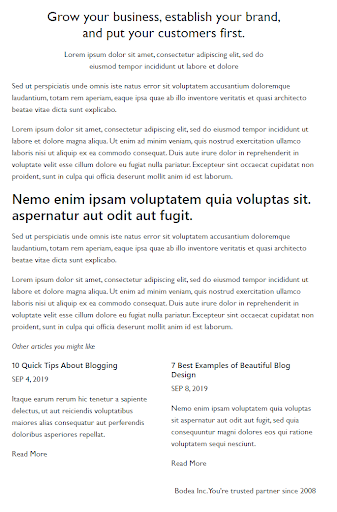 Grow your business, establish your brand,
and put your customers first.
Lorem ipsum dolor sit amet, consectetur adipiscing elit, sed do
eiusmod tempor incididunt ut labore et dolore
Sed ut perspiciatis unde omnis iste natus error sit voluptatem accusantium doloremque
laudantium, totam rem aperiam, eaque ipsa quae ab illo inventore veritatis et quasi architecto
beatae vitae dicta sunt explicabo.
Lorem ipsum dolor sit amet, consectetur adipiscing elit, sed do eiusmod tempor incididunt ut
labore et dolore magna aliqua. Ut enim ad minim veniam, quis nostrud exercitation ullamco
laboris nisi ut aliquip ex ea commodo consequat. Duis aute irure dolor in reprehenderit in
voluptate velit esse cillum dolore eu fugiat nulla pariatur. Excepteur sint occaecat cupidatat non
proident, sunt in culpa qui officia deserunt mollit anim id est laborum.
Nemo enim ipsam voluptatem quia voluptas sit.
aspernatur aut odit aut fugit.
Sed ut perspiciatis unde omnis iste natus error sit voluptatem accusantium doloremque
laudantium, totam rem aperiam, eaque ipsa quae ab illo inventore veritatis et quasi architecto
beatae vitae dicta sunt explicabo.
Lorem ipsum dolor sit amet, consectetur adipiscing elit, sed do eiusmod tempor incididunt ut
labore et dolore magna aliqua. Ut enim ad minim veniam, quis nostrud exercitation ullamco
laboris nisi ut aliquip ex ea commodo consequat. Duis aute irure dolor in reprehenderit in
voluptate velit esse cillum dolore eu fugiat nulla pariatur. Excepteur sint occaecat cupidatat non
proident, sunt in culpa qui officia deserunt mollit anim id est laborum.
Other articles you might like
10 Quick Tips About Blogging
SEP 4, 2019
Itaque earum rerum hic tenetur a sapiente
delectus, ut aut reiciendis voluptatibus
maiores alias consequatur aut perferendis
doloribus asperiores repellat.
Read More
7 Best Examples of Beautiful Blog
Design
SEP 8, 2019
Nemo enim ipsam voluptatem quia voluptas
sit aspernatur aut odit aut fugit, sed quia
consequuntur magni dolores eos qui ratione
voluptatem sequi nesciunt.
Read More
Bodea Inc. You're trusted partner since 2008